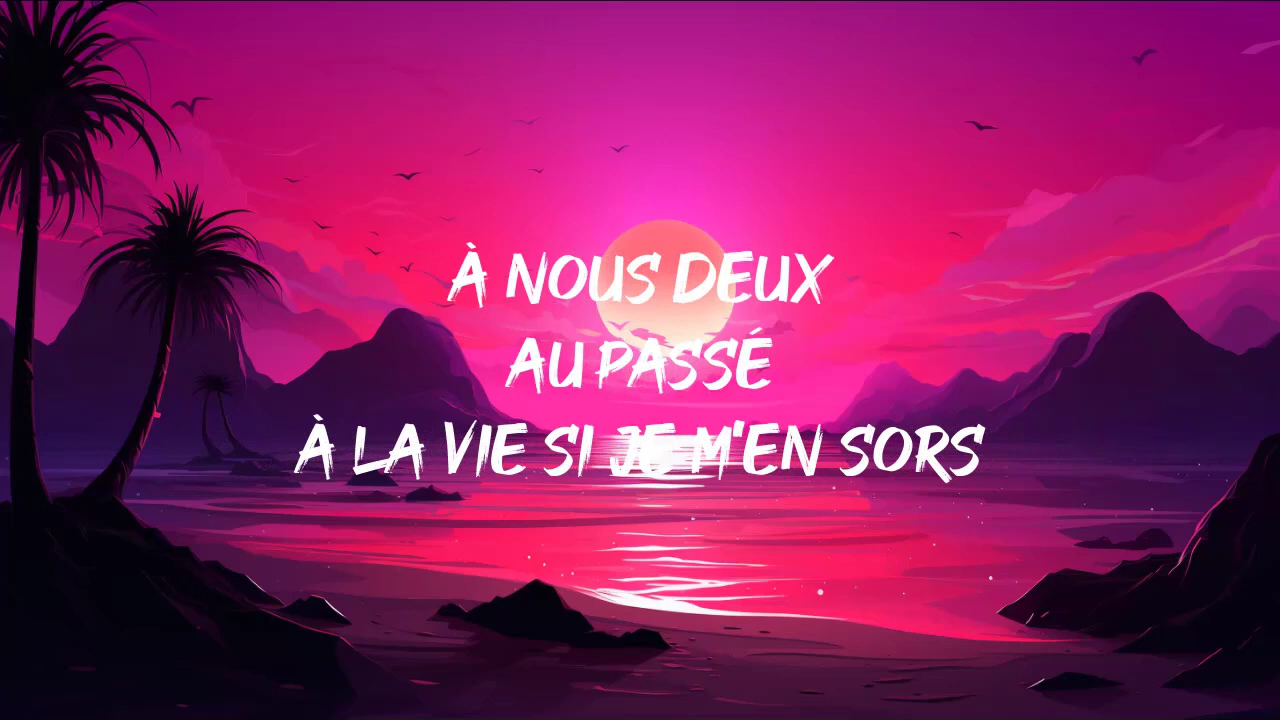 À NOUS DEUX
AU PASSÉ
À LA VIE SI JE M'EN SORS